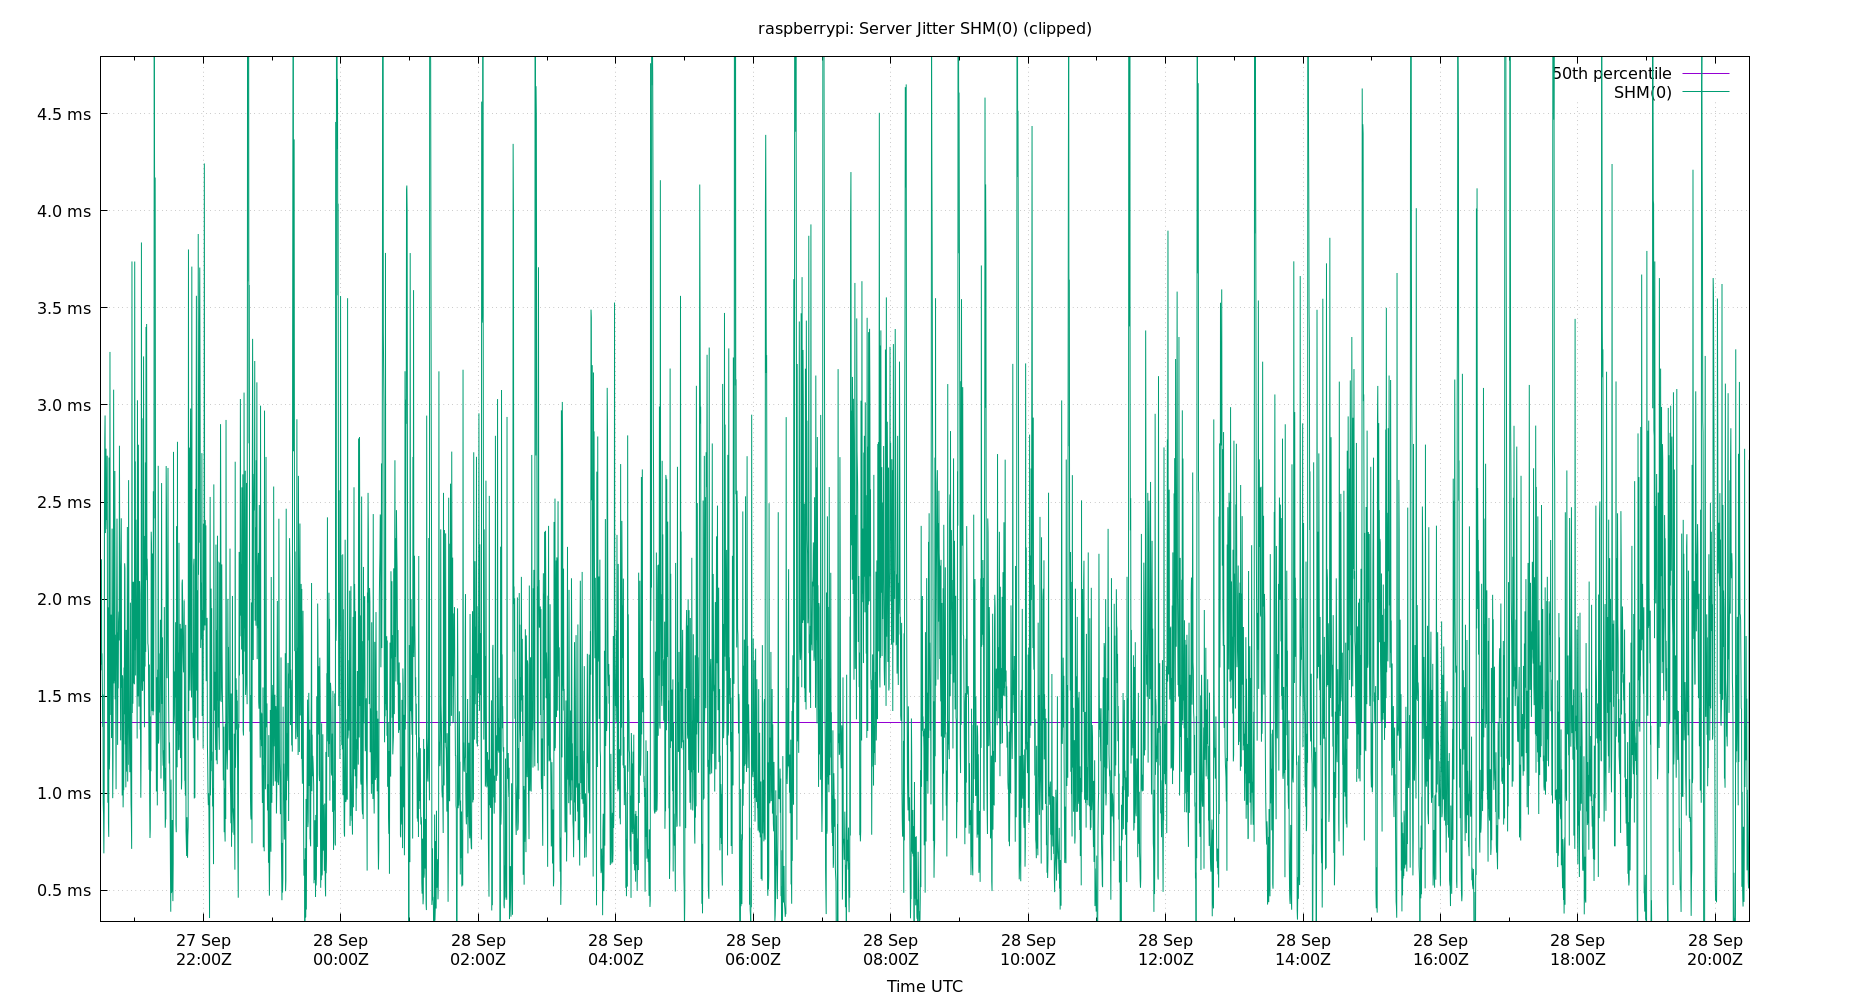 raspberrypi: Server Jitter SHM(0) (clipped)
50th percentile
SHM(0)
4.5 ms
4.0 ms
3.5 ms
3.0 ms
2.5 ms
2.0 ms
1.5 ms
1.0 ms
0.5 ms
27 Sep 28 Sep 28 Sep 28 Sep 28 Sep 28 Sep 28 Sep 28 Sep 28 Sep 28 Sep 28 Sep 28 Sep
22:00Z 00:00Z 02:00Z 04:00Z 06:00Z 08:00Z 10:00Z 12:00Z 14:00Z 16:00Z 18:00Z 20:00Z
Time UTC